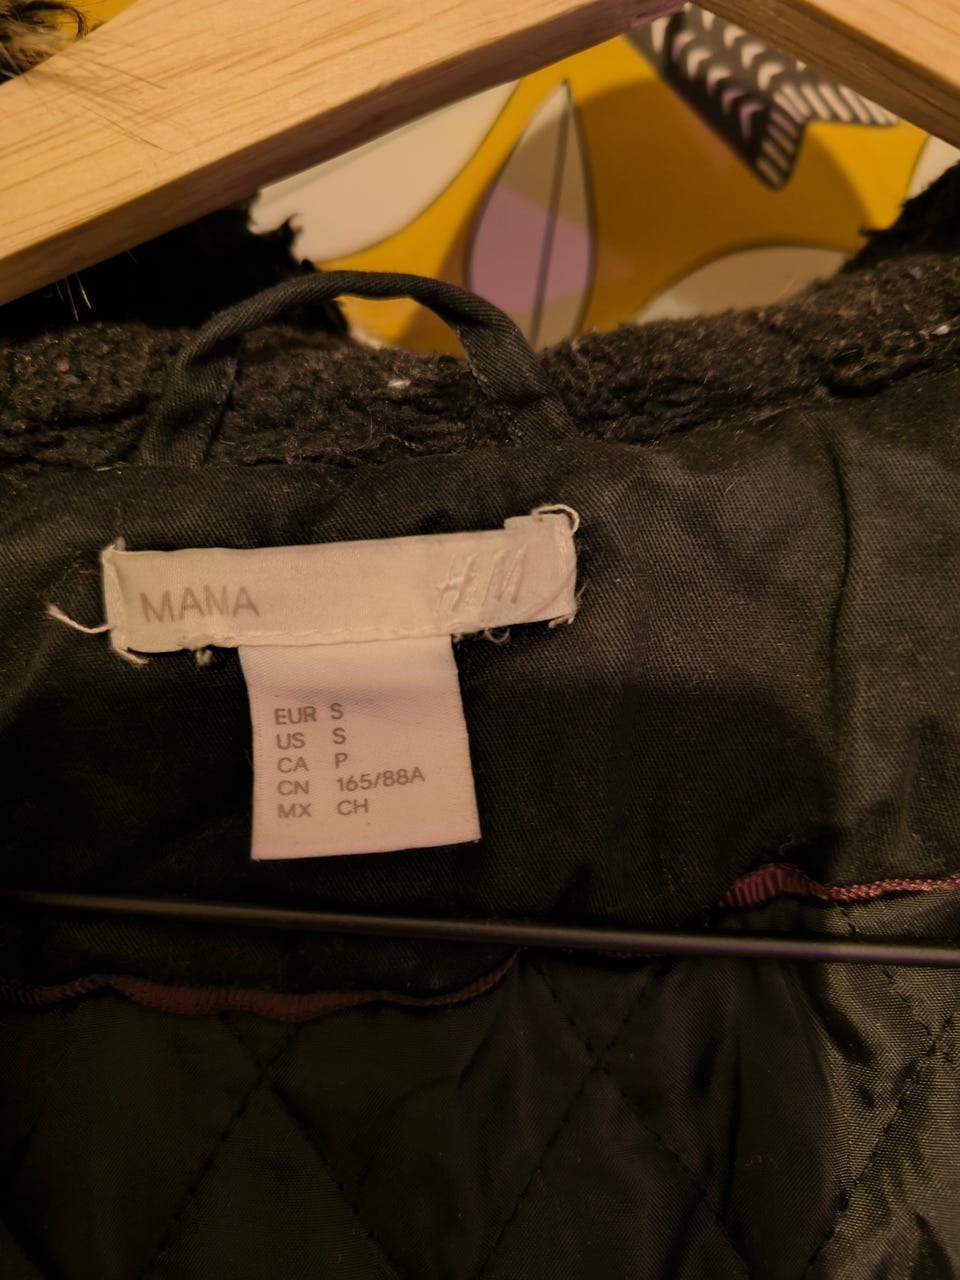 MAMA H&M
EUR S
US S
CA P
CN 165/88A
MX CH